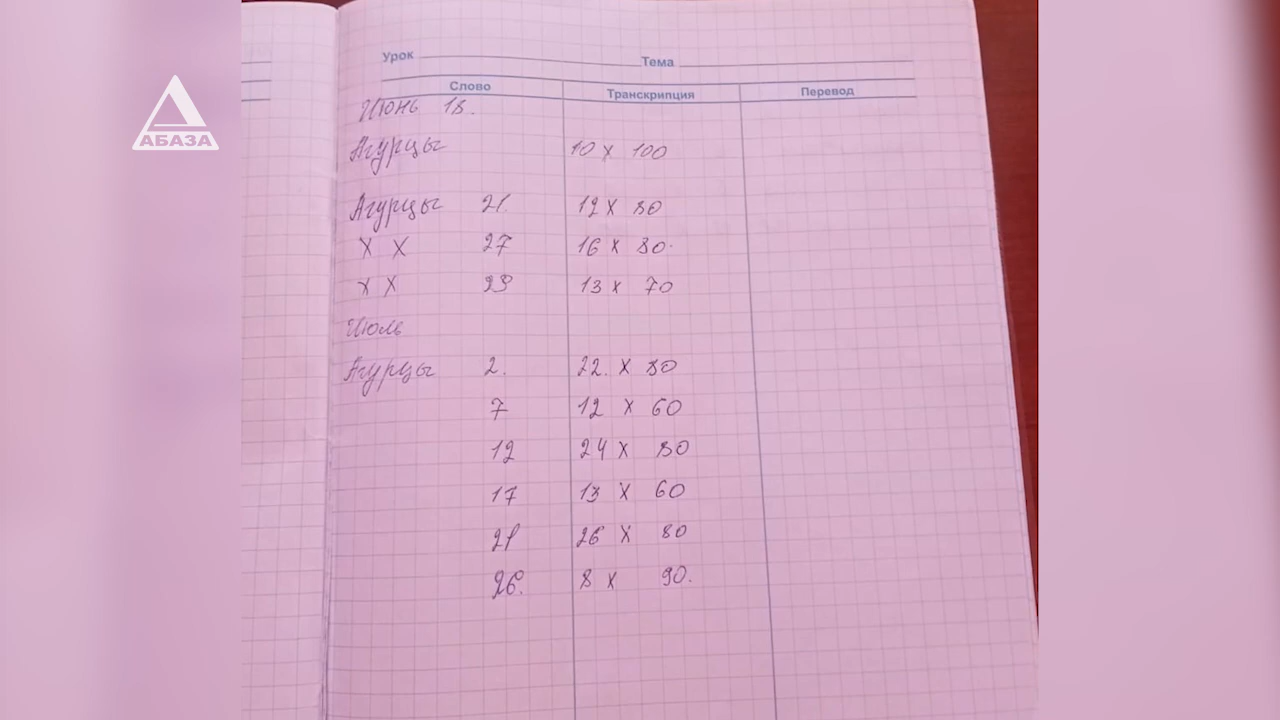 АБАЗА
Урок Тема
Слово Транскрипция Перевод
Июнь 18.
Агурцы 10 х 100
Агурцы 21. 12 х 80
х х 27 16 х 80.
х х 29 13 х 70
Июль
Агурцы 2. 22. х 80
7 12 х 60
12 24 х 80
17 13 х 60
21 26 х 80
26. 8 х 90.